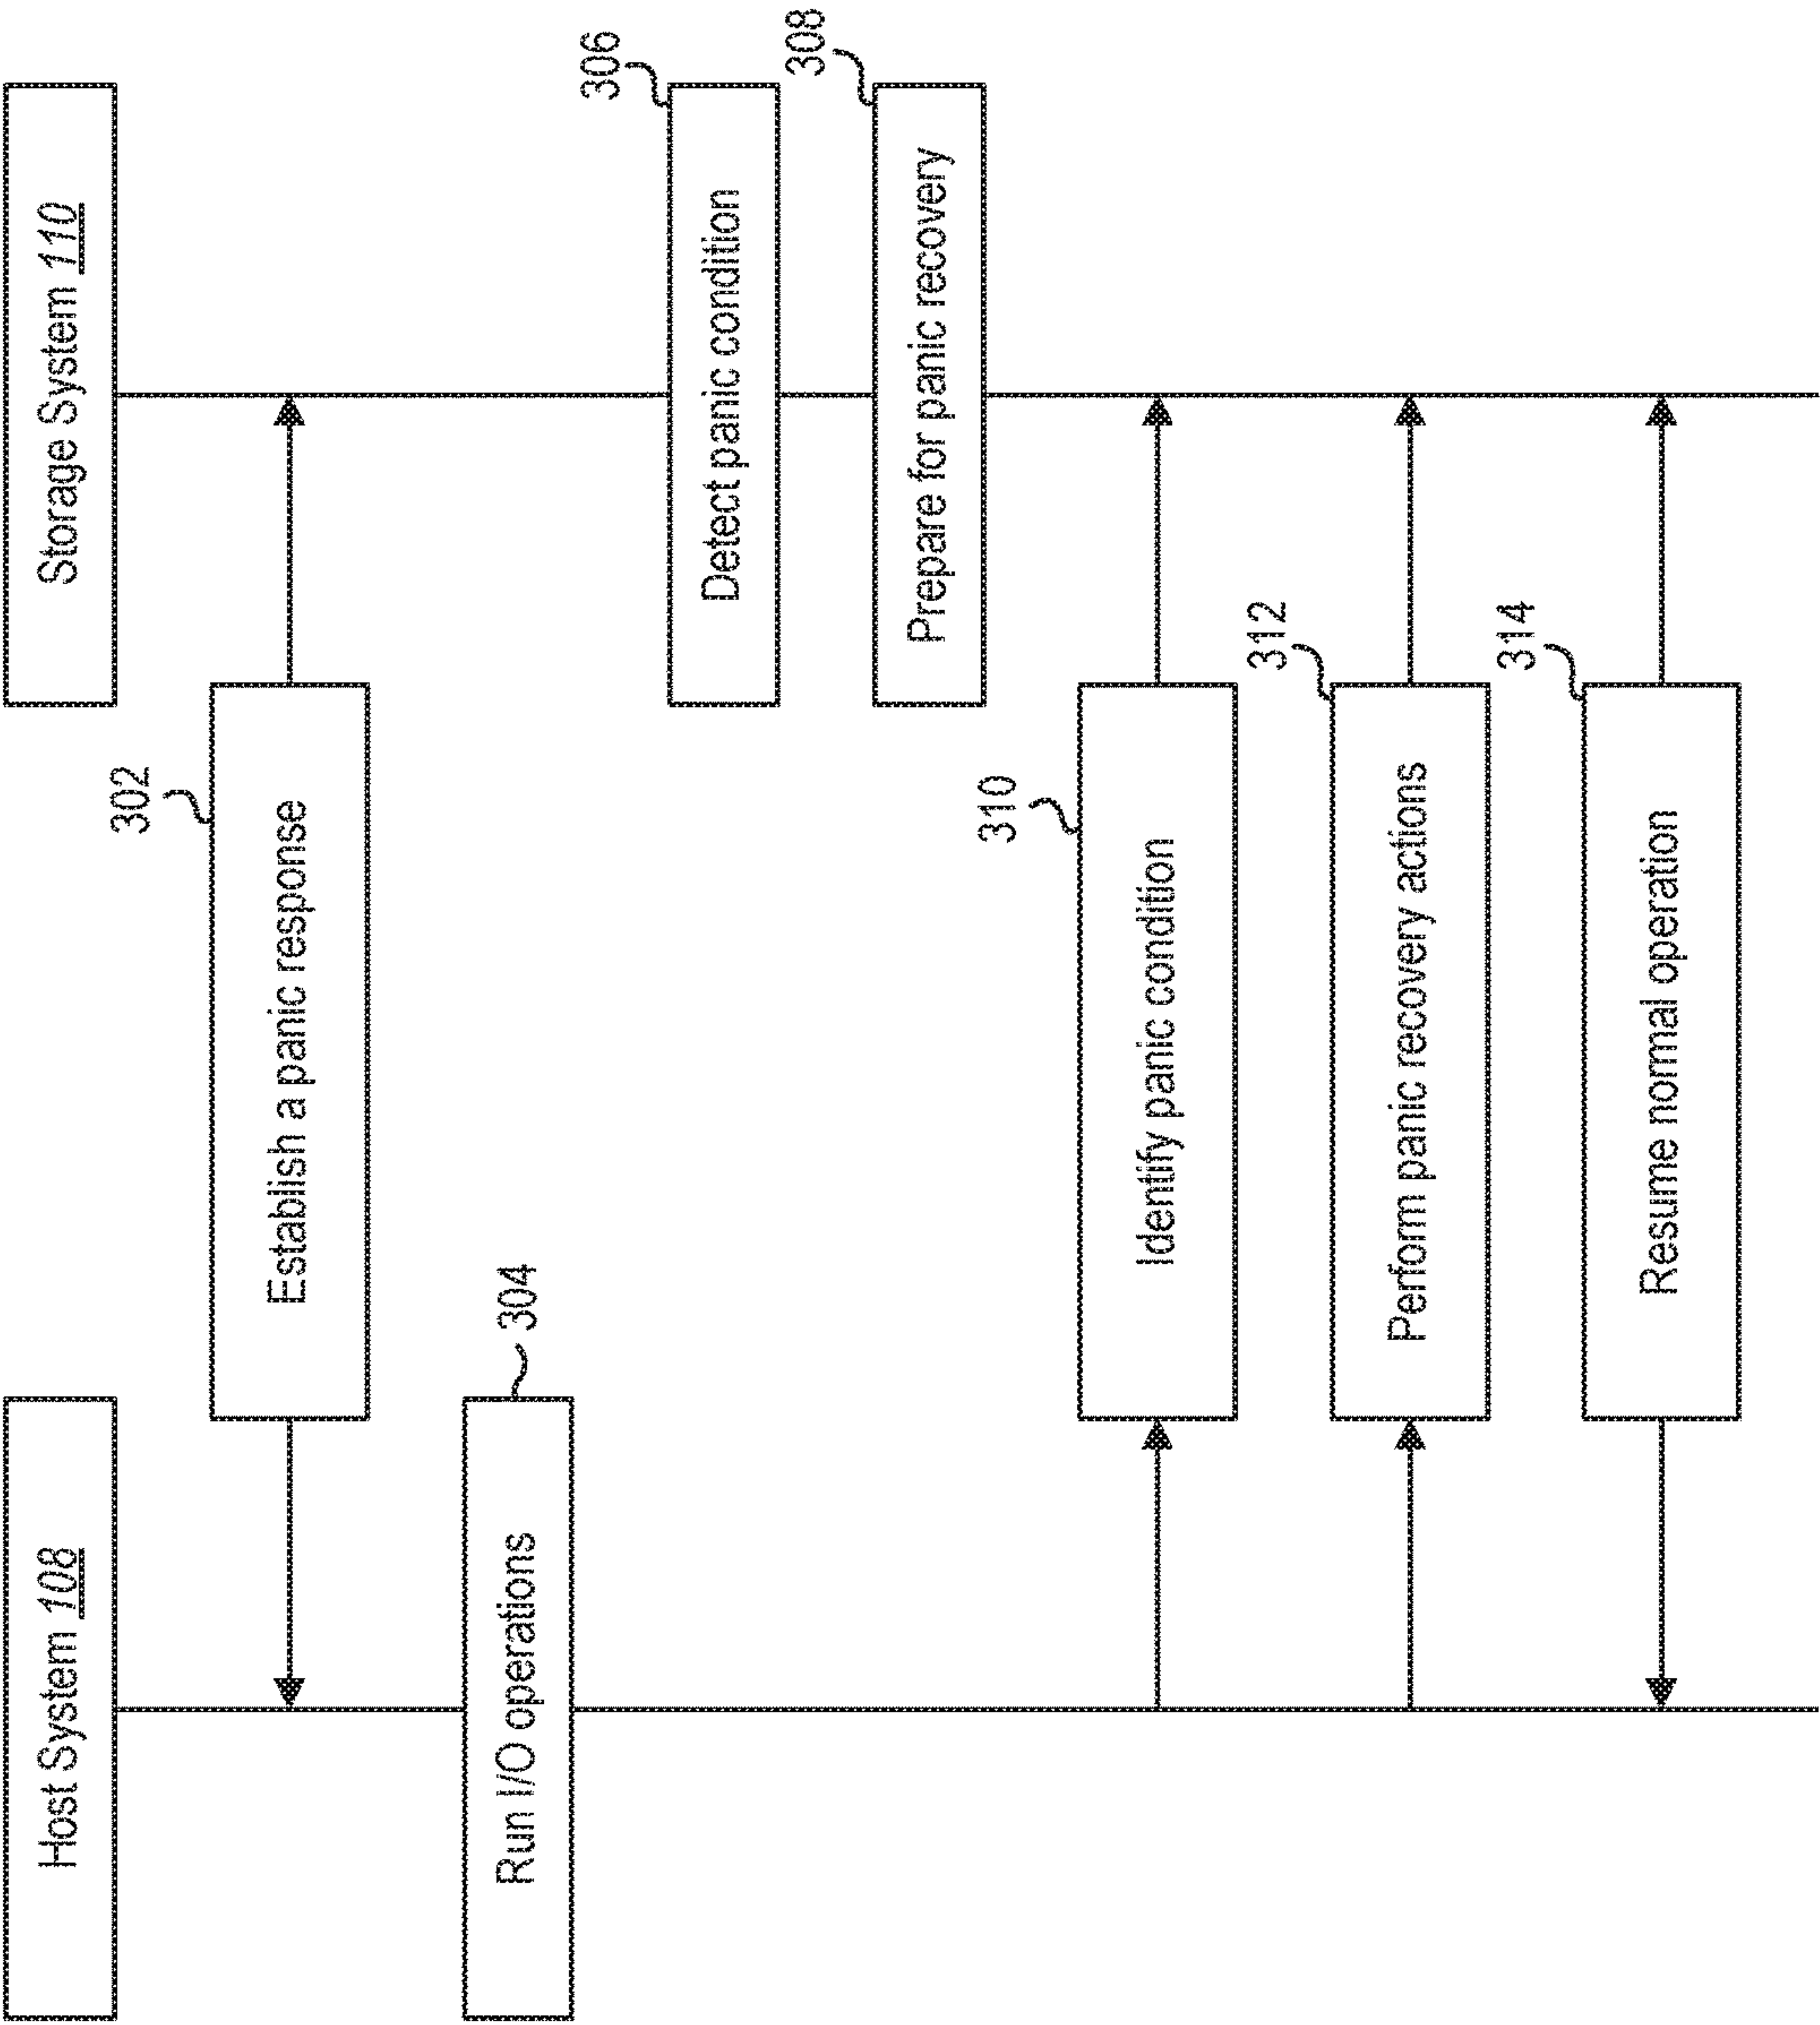 Host System 108
Storage System 110
302
Establish a panic response
304
Run I/O operations
306
Detect panic condition
308
Prepare for panic recovery
310
Identify panic condition
312
Perform panic recovery actions
314
Resume normal operation